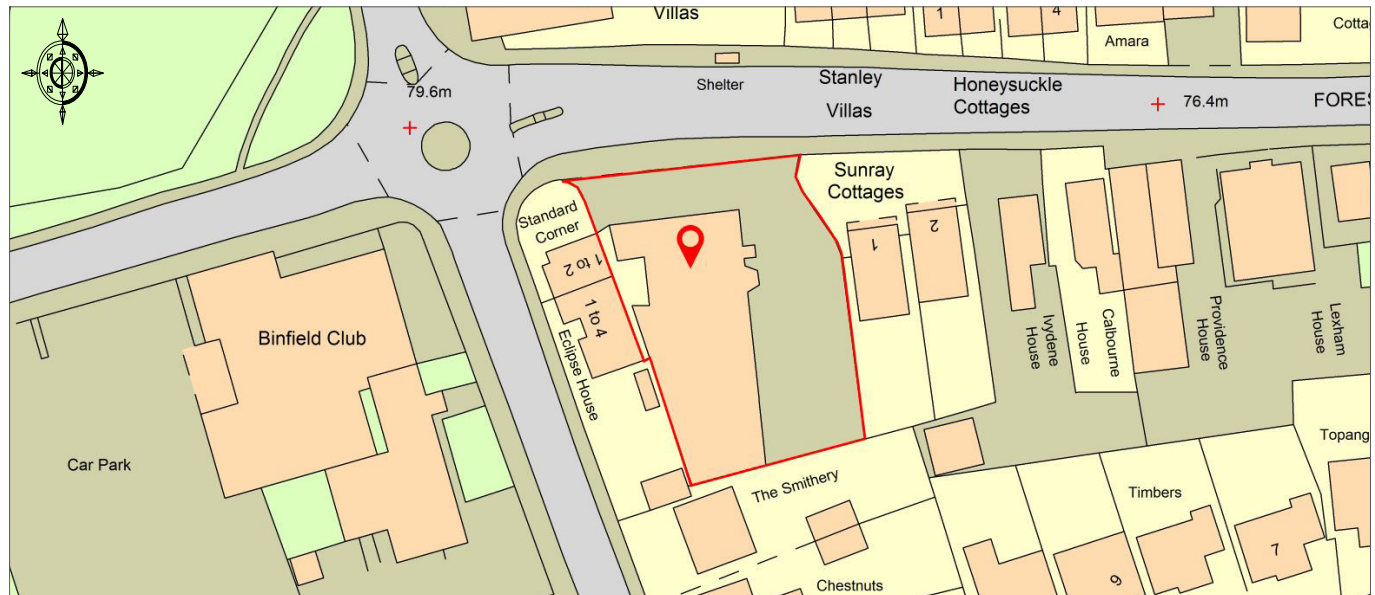 Villas
1
4
Amara
Cotta
79.6m
Shelter
Stanley
Villas
Honeysuckle
Cottages
76.4m
FORES
Sunray
Cottages
Standard
Corner
1 to 2
1 to 4
Eclipse House
1
2
Ivydene
House
Calbourne
House
Providence
House
Lexham
House
Binfield Club
Car Park
The Smithery
Timbers
Topang
Chestnuts
9
7